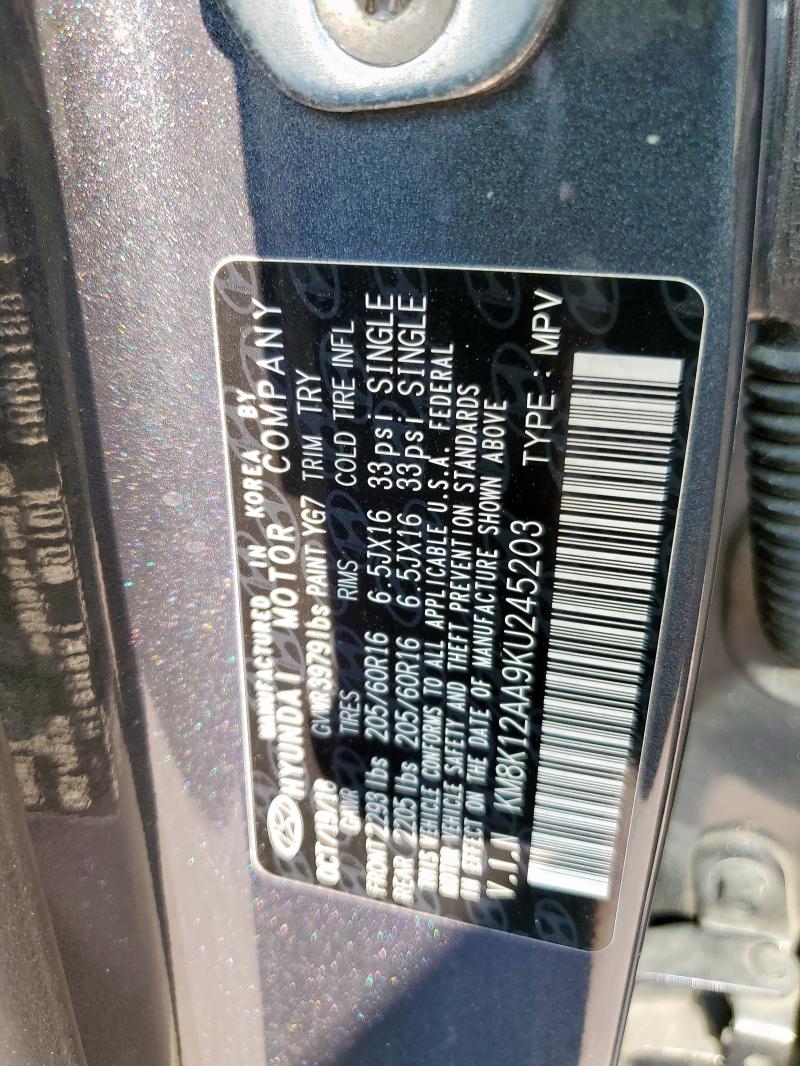 MANUFACTURED IN KOREA BY
HYUNDAI MOTOR COMPANY
OCT/19/18 GVWR 3979lbs PAINT YG7 TRIM TRY
GAWR TIRES RIMS COLD TIRE INFL
FRONT 2293 lbs 205/60R16 6.5JX16 33psi SINGLE
REAR 2205 lbs 205/60R16 6.5JX16 33psi SINGLE
THIS VEHICLE CONFORMS TO ALL APPLICABLE U.S.A. FEDERAL
MOTOR VEHICLE SAFETY AND THEFT PREVENTION STANDARDS
IN EFFECT ON THE DATE OF MANUFACTURE SHOWN ABOVE
V.I.N KM8K12AA9KU245203 TYPE : MPV